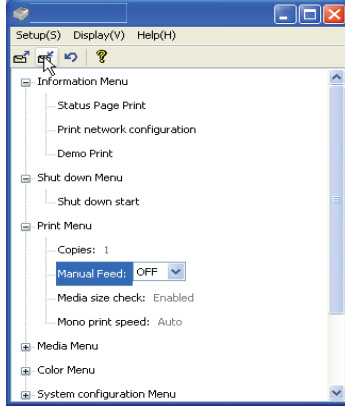 Setup(S) Display(V) Help(H)
Information Menu
Status Page Print
Print network configuration
Demo Print
Shut down Menu
Shut down start
Print Menu
Copies: 1
Manual Feed: OFF
Media size check: Enabled
Mono print speed: Auto
Media Menu
Color Menu
System configuration Menu